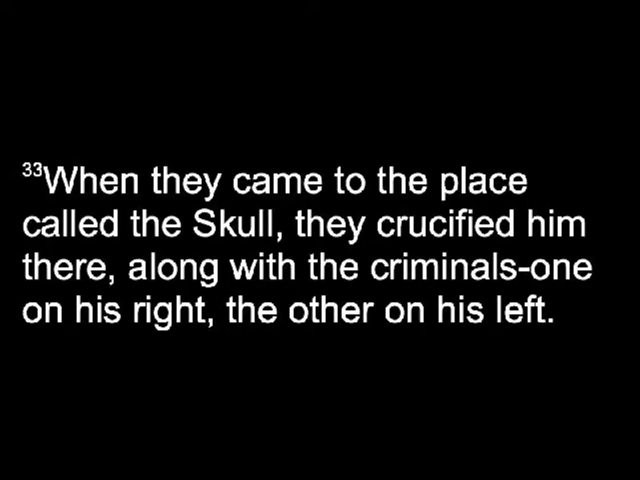 ³³When they came to the place
called the Skull, they crucified him
there, along with the criminals-one
on his right, the other on his left.